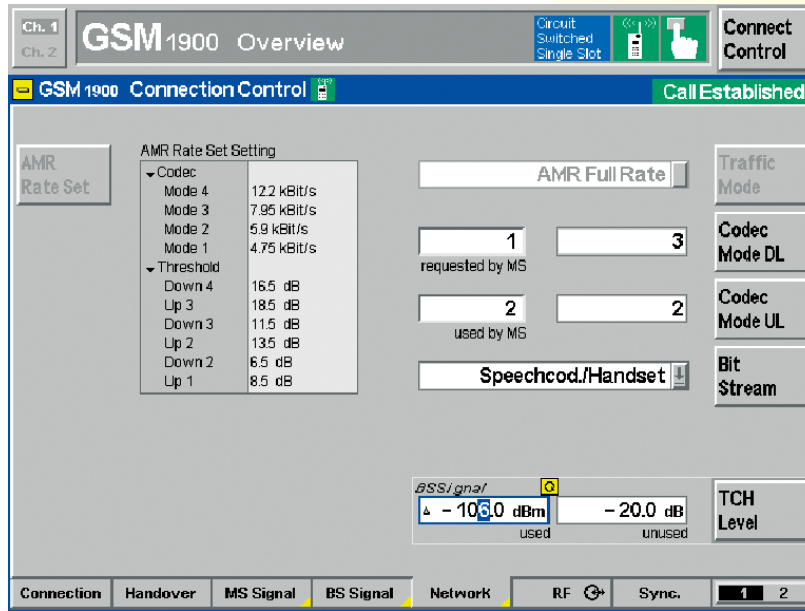 Ch. 1
Ch. 2
GSM 1900 Overview
Circuit
Switched
Single Slot
Connect
Control
GSM 1900 Connection Control
Call Established
AMR
Rate Set
AMR Rate Set Setting
Codec
Mode 4 12.2 kBit/s
Mode 3 7.95 kBit/s
Mode 2 5.9 kBit/s
Mode 1 4.75 kBit/s
Threshold
Down 4 16.5 dB
Up 3 18.5 dB
Down 3 11.5 dB
Up 2 13.5 dB
Down 2 6.5 dB
Up 1 8.5 dB
AMR Full Rate
Traffic
Mode
1 3
requested by MS
Codec
Mode DL
2 2
used by MS
Codec
Mode UL
Speechcod./Handset
Bit
Stream
BSSignal
Q
- 106.0 dBm - 20.0 dB
used unused
TCH
Level
Connection Handover MS Signal BS Signal Network RF Sync. 1 2